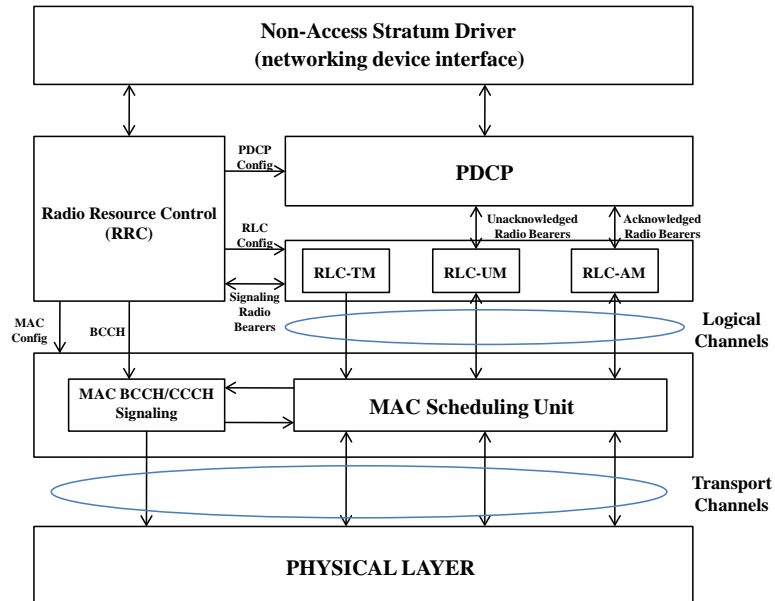 Non-Access Stratum Driver
(networking device interface)
PDCP
Config
PDCP
Radio Resource Control
(RRC)
RLC
Config
Unacknowledged
Radio Bearers
Acknowledged
Radio Bearers
RLC-TM
RLC-UM
RLC-AM
Signaling
Radio
Bearers
MAC
Config
BCCH
Logical
Channels
MAC BCCH/CCCH
Signaling
MAC Scheduling Unit
Transport
Channels
PHYSICAL LAYER